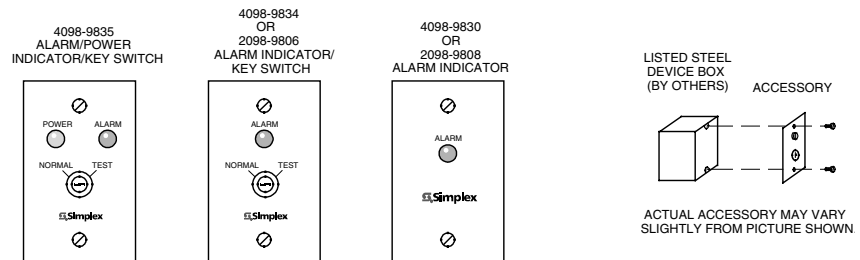 4098-9835
ALARM/POWER
INDICATOR/KEY SWITCH
POWER
ALARM
NORMAL
TEST
Simplex
4098-9834
OR
2098-9806
ALARM INDICATOR/
KEY SWITCH
ALARM
NORMAL
TEST
Simplex
4098-9830
OR
2098-9808
ALARM INDICATOR
ALARM
Simplex
LISTED STEEL
DEVICE BOX
(BY OTHERS)
ACCESSORY
ACTUAL ACCESSORY MAY VARY
SLIGHTLY FROM PICTURE SHOWN.